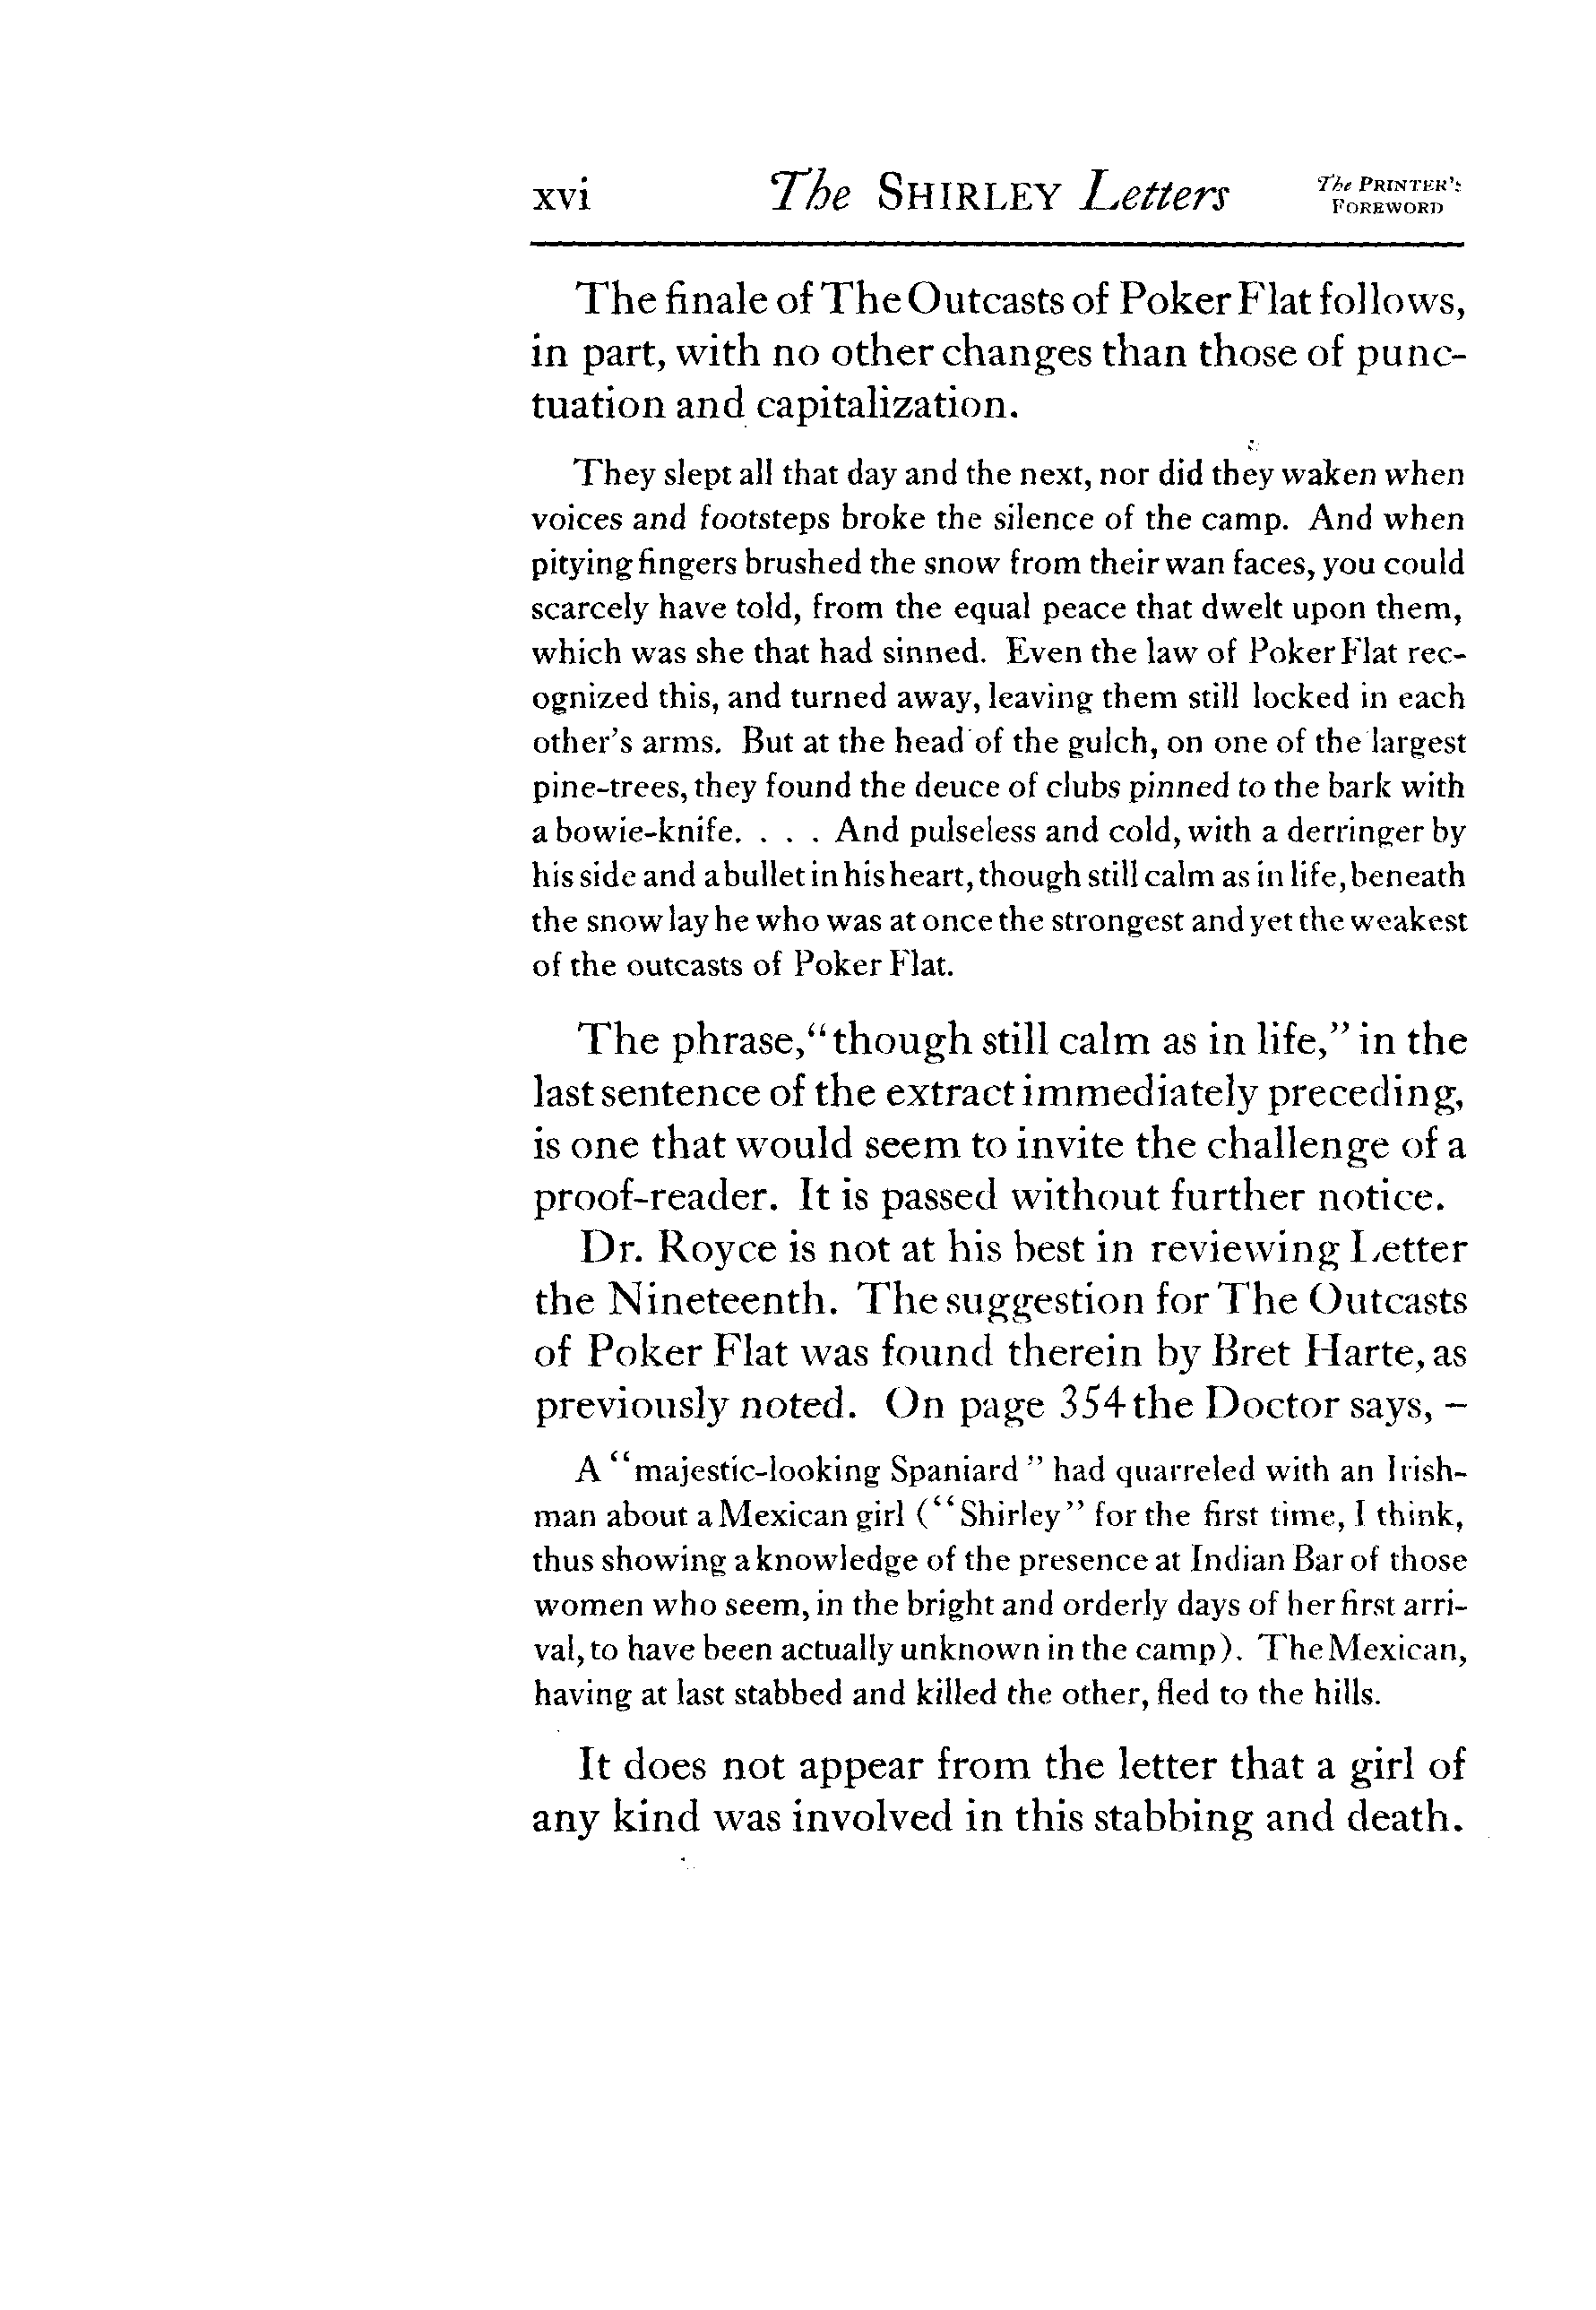 xvi The SHIRLEY Letters The PRINTER'S
FOREWORD
The finale of The Outcasts of Poker Flat follows,
in part, with no other changes than those of punc-
tuation and capitalization.
They slept all that day and the next, nor did they waken when
voices and footsteps broke the silence of the camp. And when
pitying fingers brushed the snow from their wan faces, you could
scarcely have told, from the equal peace that dwelt upon them,
which was she that had sinned. Even the law of Poker Flat rec-
ognized this, and turned away, leaving them still locked in each
other's arms. But at the head of the gulch, on one of the largest
pine-trees, they found the deuce of clubs pinned to the bark with
a bowie-knife. . . . And pulseless and cold, with a derringer by
his side and a bullet in his heart, though still calm as in life, beneath
the snow lay he who was at once the strongest and yet the weakest
of the outcasts of Poker Flat.
The phrase, "though still calm as in life," in the
last sentence of the extract immediately preceding,
is one that would seem to invite the challenge of a
proof-reader. It is passed without further notice.
Dr. Royce is not at his best in reviewing Letter
the Nineteenth. The suggestion for The Outcasts
of Poker Flat was found therein by Bret Harte, as
previously noted. On page 354 the Doctor says, –
A "majestic-looking Spaniard" had quarreled with an Irish-
man about a Mexican girl ("Shirley" for the first time, I think,
thus showing a knowledge of the presence at Indian Bar of those
women who seem, in the bright and orderly days of her first arri-
val, to have been actually unknown in the camp). The Mexican,
having at last stabbed and killed the other, fled to the hills.
It does not appear from the letter that a girl of
any kind was involved in this stabbing and death.